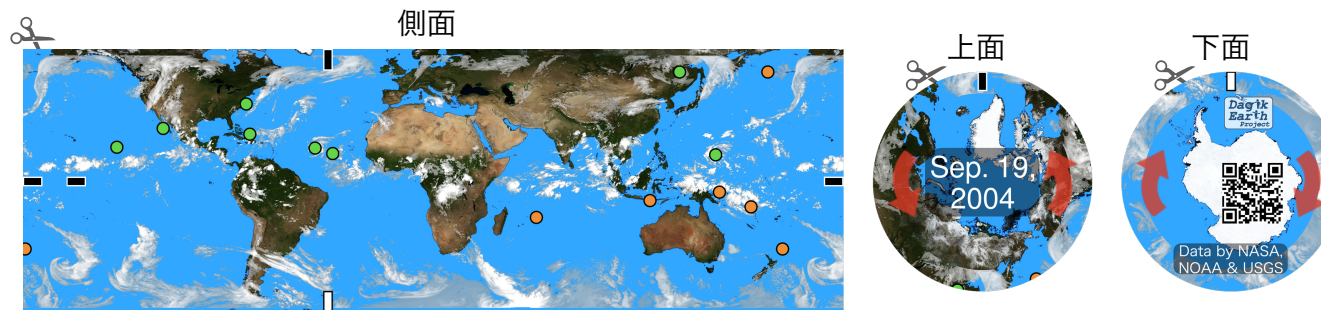 側面
上面
Sep. 19,
2004
下面
Dagik
Earth
Project
Data by NASA,
NOAA & USGS